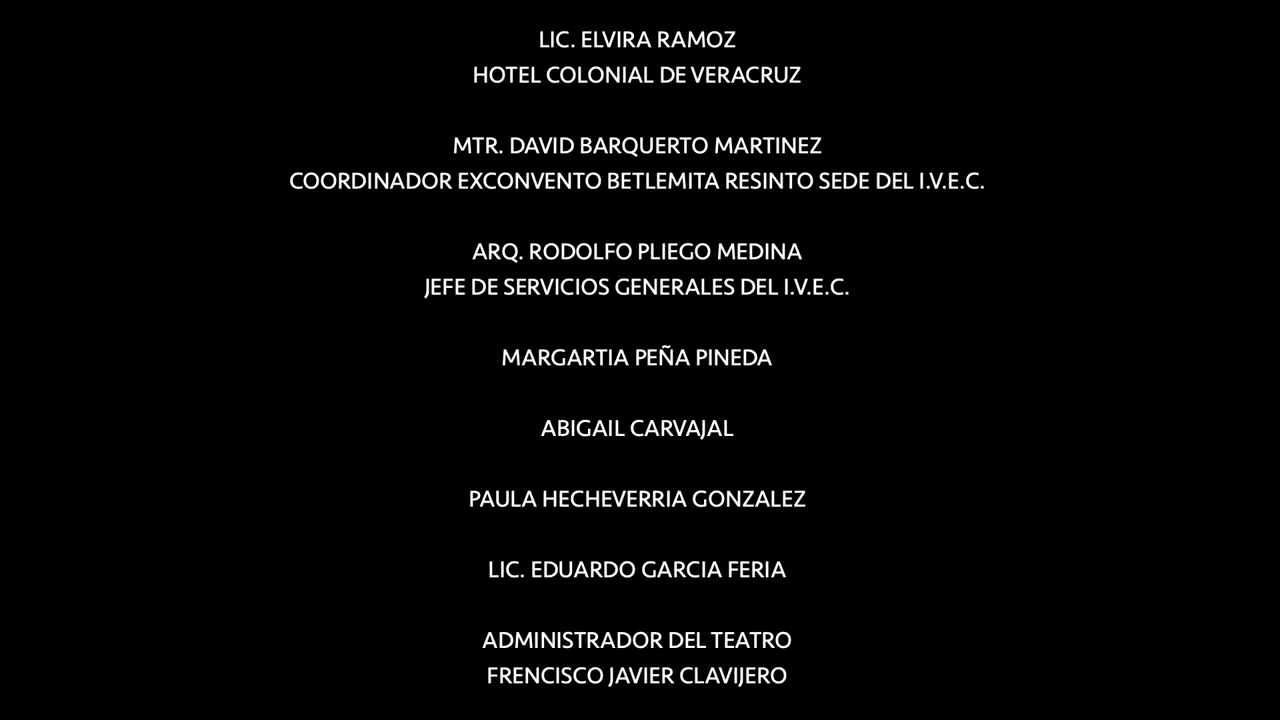 LIC. ELVIRA RAMOZ
HOTEL COLONIAL DE VERACRUZ
MTR. DAVID BARQUERTO MARTINEZ
COORDINADOR EXCONVENTO BETLEMITA RESINTO SEDE DEL I.V.E.C.
ARQ. RODOLFO PLIEGO MEDINA
JEFE DE SERVICIOS GENERALES DEL I.V.E.C.
MARGARTIA PEÑA PINEDA
ABIGAIL CARVAJAL
PAULA HECHEVERRIA GONZALEZ
LIC. EDUARDO GARCIA FERIA
ADMINISTRADOR DEL TEATRO
FRENCISCO JAVIER CLAVIJERO